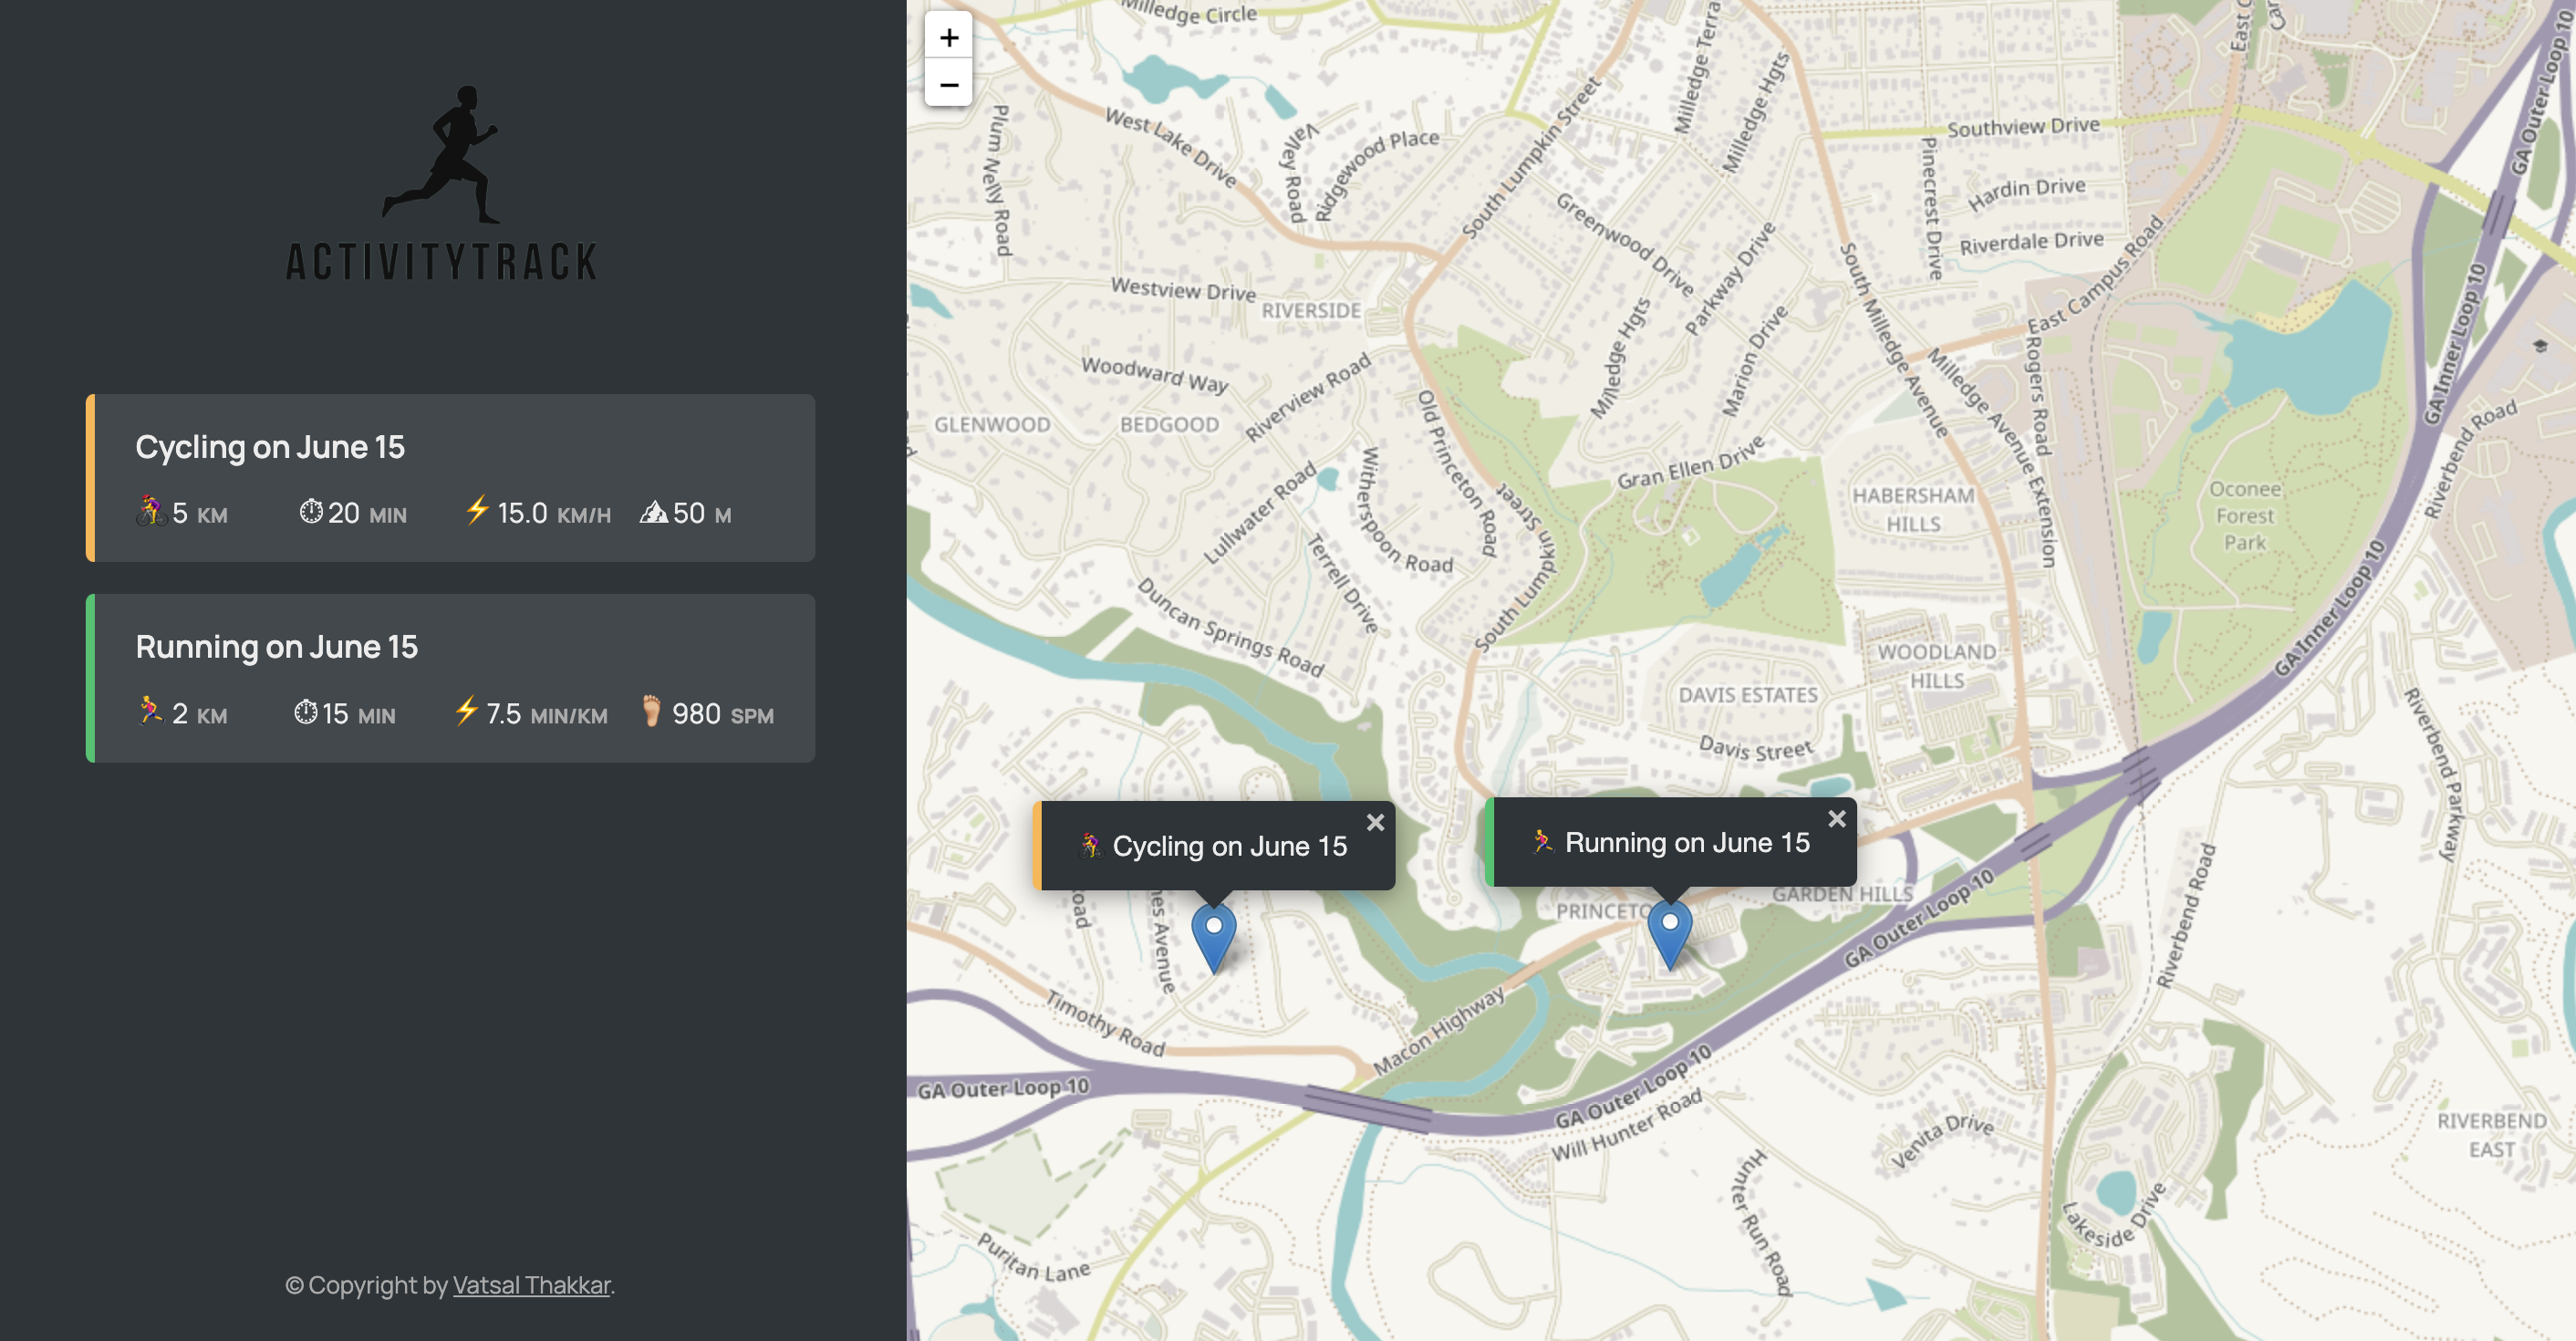 ACTIVITYTRACK
Cycling on June 15
5 KM
20 MIN
15.0 KM/H
50 M
Running on June 15
2 KM
15 MIN
7.5 MIN/KM
980 SPM
© Copyright by Vatsal Thakkar.
+
−
Milledge Circle
Milledge Terra
Milledge Hgts
East C
Car
GA Outer Loop 10
Plum Nelly Road
West Lake Drive
Valley Road
Ridgewood Place
South Lumpkin Street
Southview Drive
Pinecrest Drive
Hardin Drive
Riverdale Drive
Greenwood Drive
Parkway Drive
East Campus Road
Westview Drive
RIVERSIDE
Milledge Hgts
Marion Drive
South Milledge Avenue
Milledge Avenue Extension
Rogers Road
GA Inner Loop 10
Woodward Way
Riverview Road
GLENWOOD
BEDGOOD
Old Princeton Road
Riverbend Road
Gran Ellen Drive
Witherspoon Road
Lullwater Road
HABERSHAM
HILLS
Oconee
Forest
Park
South Lumpkin Street
Terrell Drive
Duncan Springs Road
GA Inner Loop 10
WOODLAND
HILLS
DAVIS ESTATES
Davis Street
Riverbend Parkway
Cycling on June 15
×
Running on June 15
×
oad
nes Avenue
PRINCETO
GARDEN HILLS
GA Outer Loop 10
Riverbend Road
Timothy Road
Macon Highway
GA Outer Loop 10
GA Outer Loop 10
Will Hunter Road
Venita Drive
RIVERBEND
EAST
Hunter Run Road
Lakeside Drive
Puritan Lane